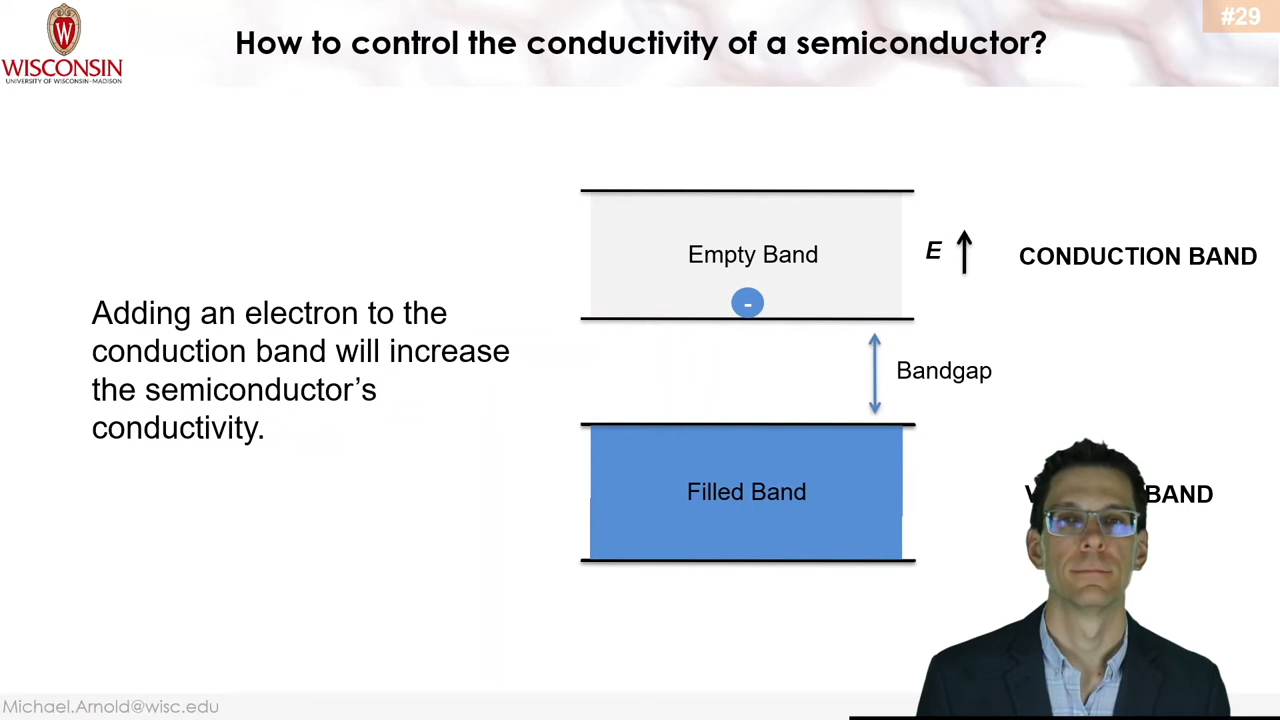 #29
How to control the conductivity of a semiconductor?
W
WISCONSIN
UNIVERSITY OF WISCONSIN-MADISON
Empty Band
E
CONDUCTION BAND
-
Adding an electron to the
conduction band will increase
the semiconductor's
conductivity.
Bandgap
Filled Band
BAND
Michael.Arnold@wisc.edu